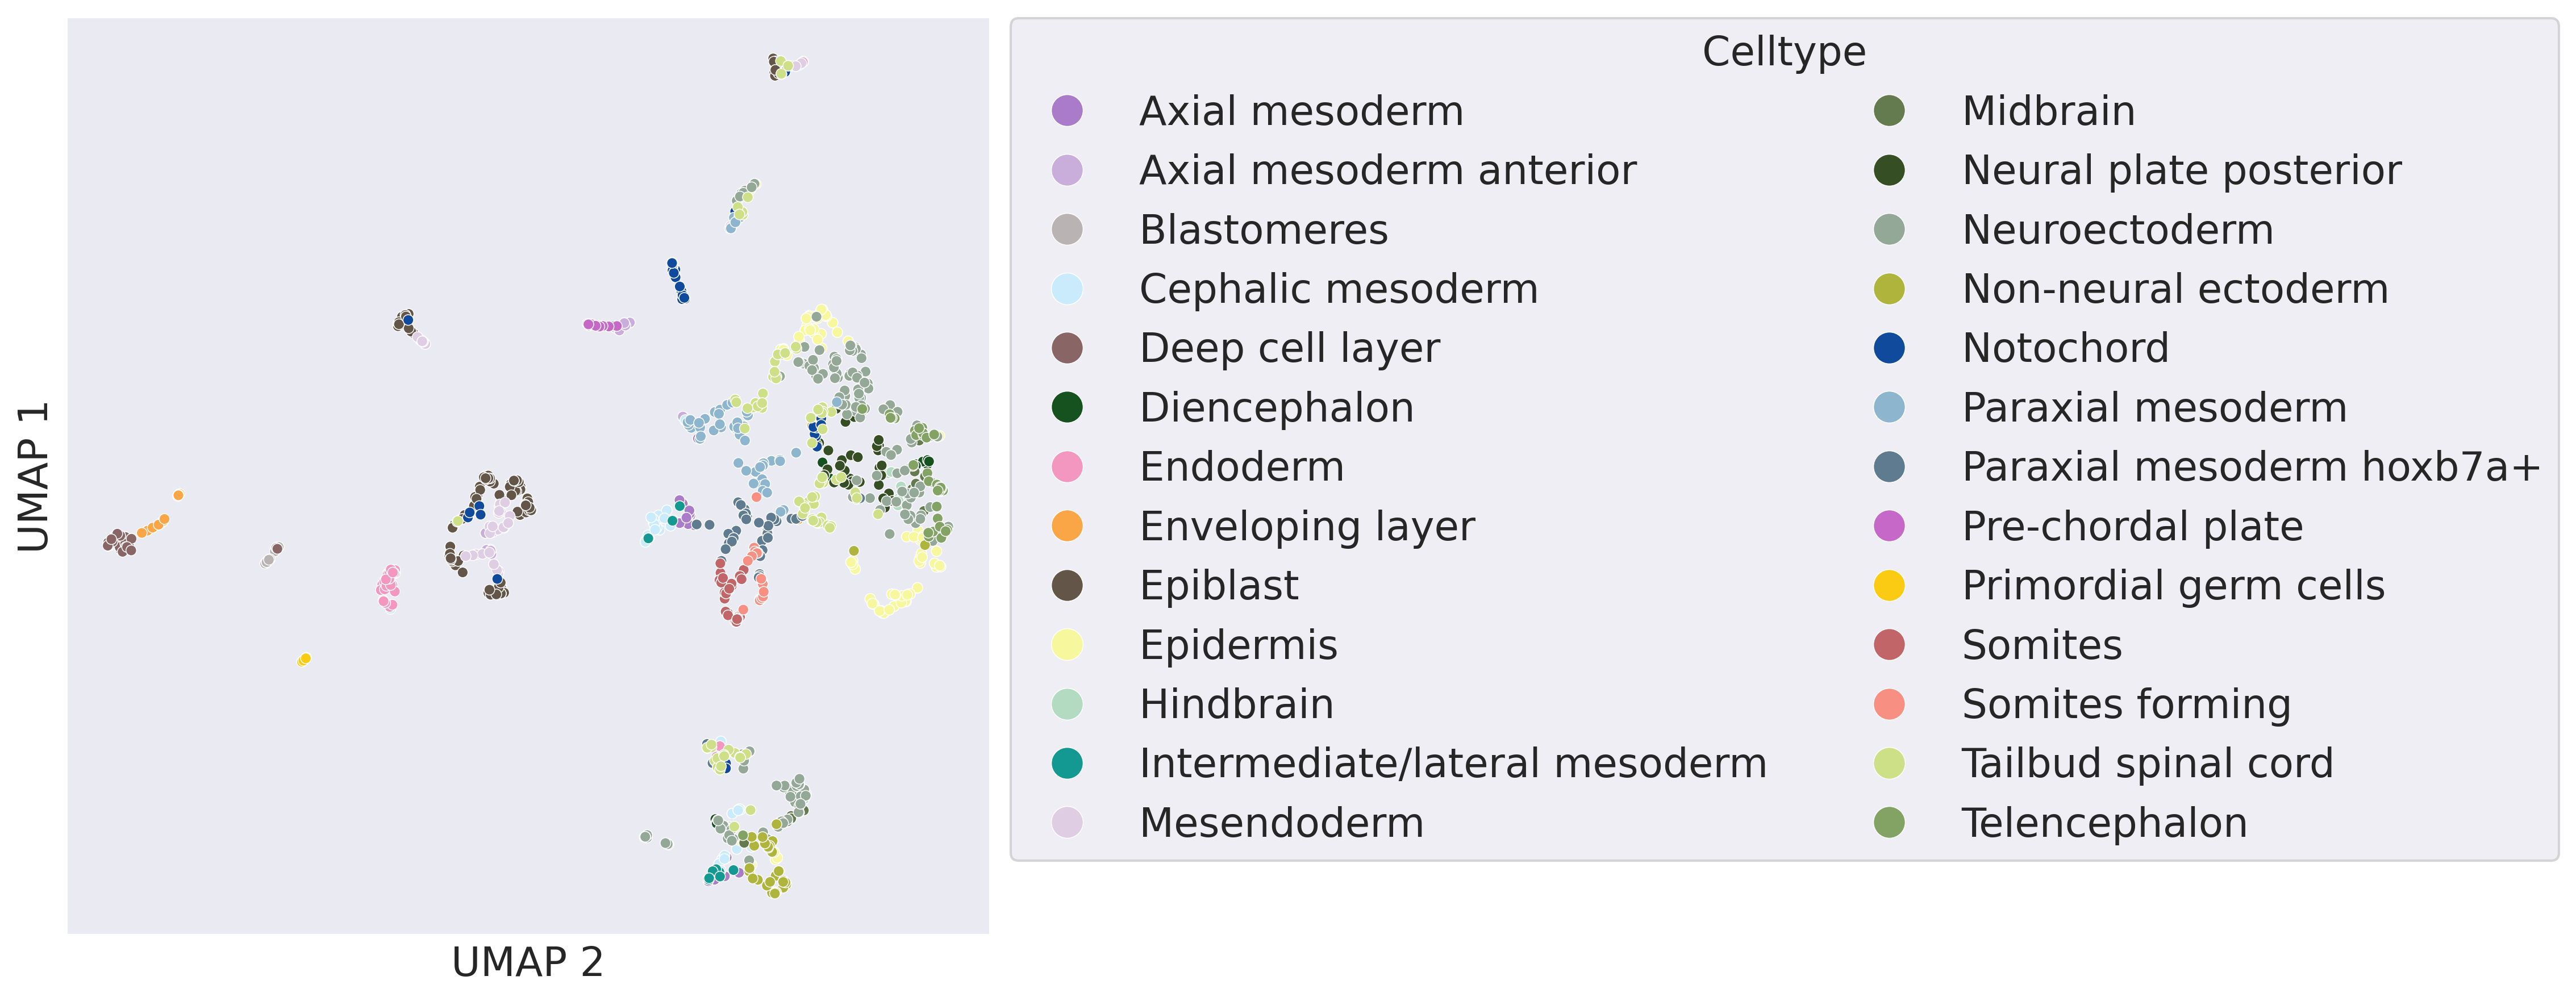 UMAP 1
UMAP 2
Celltype
Axial mesoderm
Axial mesoderm anterior
Blastomeres
Cephalic mesoderm
Deep cell layer
Diencephalon
Endoderm
Enveloping layer
Epiblast
Epidermis
Hindbrain
Intermediate/lateral mesoderm
Mesendoderm
Midbrain
Neural plate posterior
Neuroectoderm
Non-neural ectoderm
Notochord
Paraxial mesoderm
Paraxial mesoderm hoxb7a+
Pre-chordal plate
Primordial germ cells
Somites
Somites forming
Tailbud spinal cord
Telencephalon